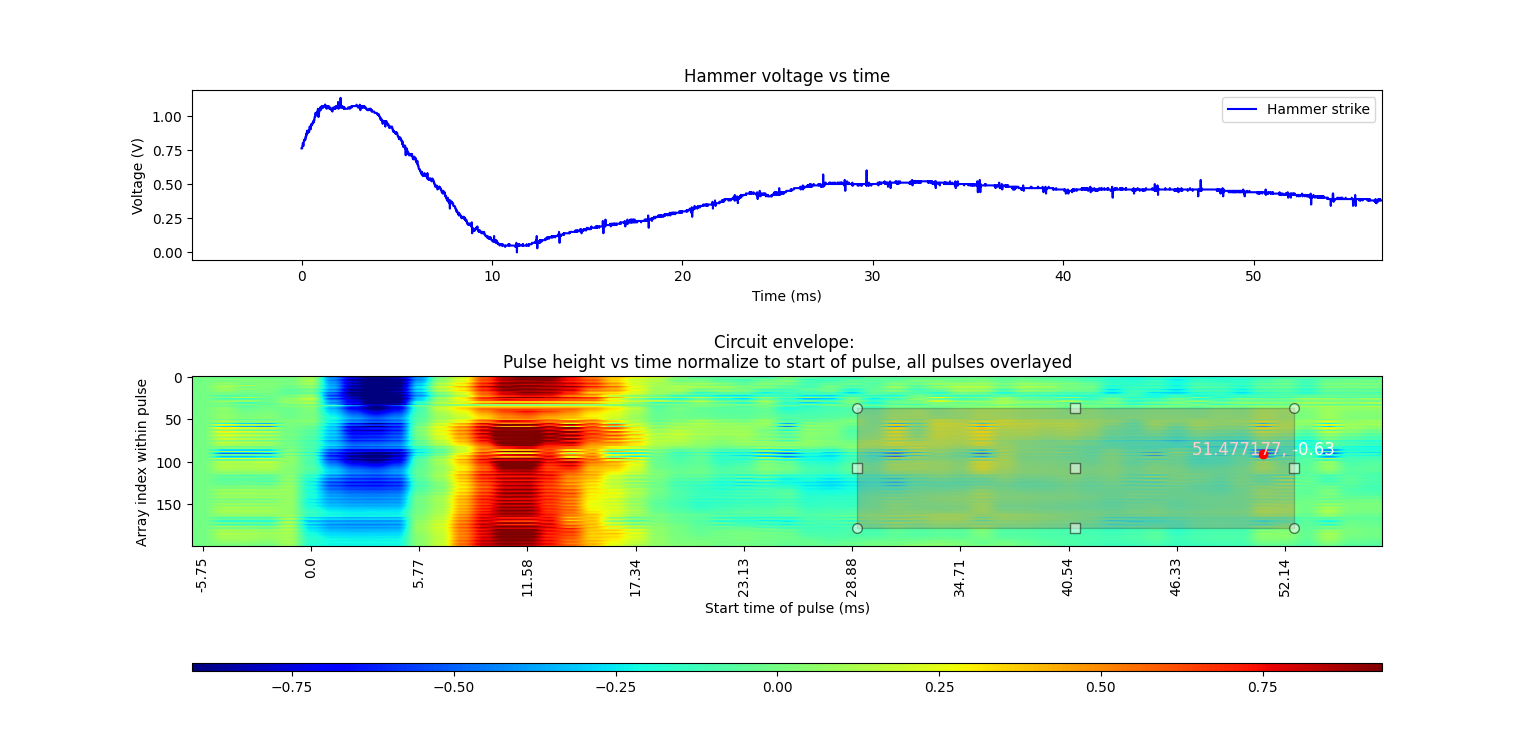 Hammer voltage vs time
Hammer strike
1.00
0.75
0.50
0.25
0.00
Voltage (V)
0 10 20 30 40 50
Time (ms)
Circuit envelope:
Pulse height vs time normalize to start of pulse, all pulses overlayed
0
50
100
150
Array index within pulse
51.477177, -0.63
-5.75 0.0 5.77 11.58 17.34 23.13 28.88 34.71 40.54 46.33 52.14
Start time of pulse (ms)
−0.75 −0.50 −0.25 0.00 0.25 0.50 0.75